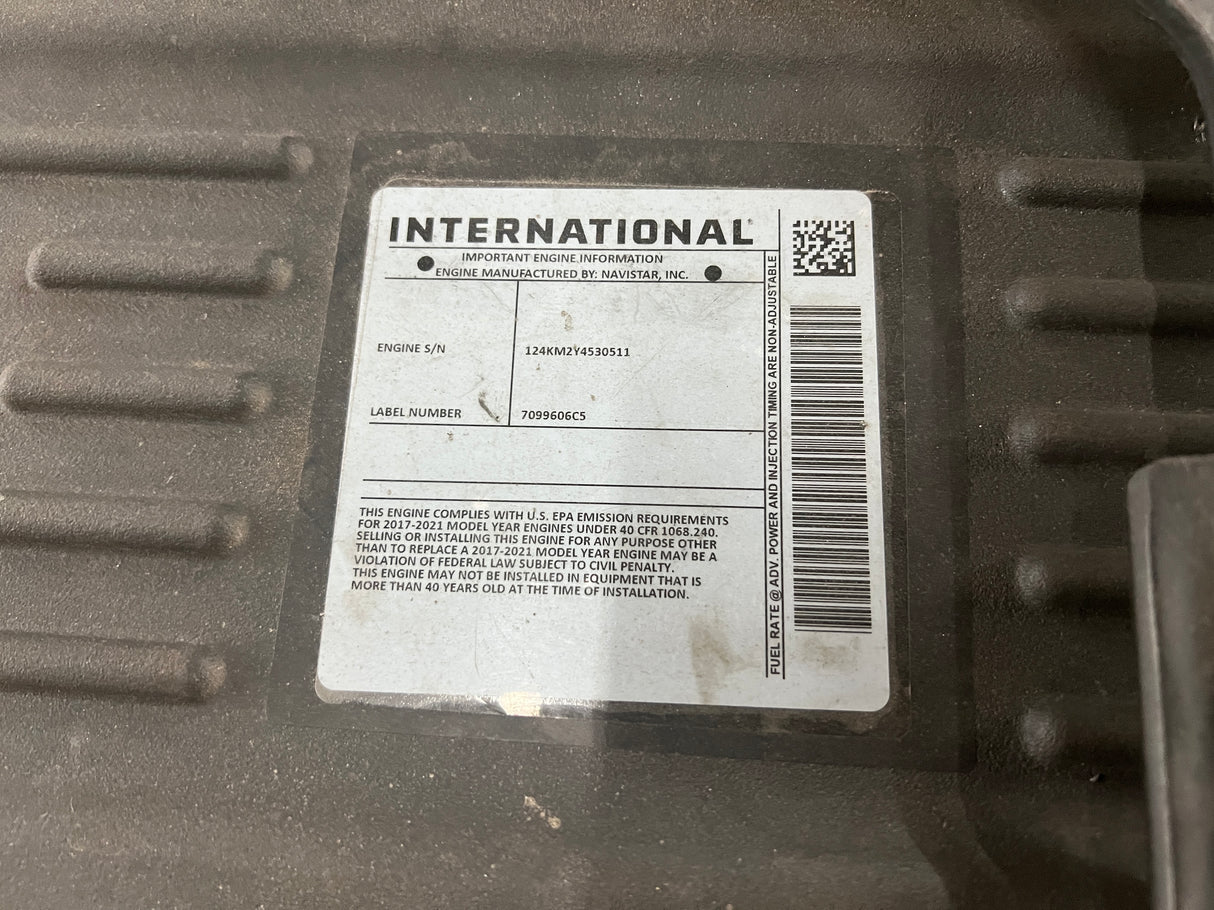 INTERNATIONAL®
IMPORTANT ENGINE INFORMATION
ENGINE MANUFACTURED BY: NAVISTAR, INC.
ENGINE S/N 124KM2Y4530511
LABEL NUMBER 7099606C5
THIS ENGINE COMPLIES WITH U.S. EPA EMISSION REQUIREMENTS
FOR 2017-2021 MODEL YEAR ENGINES UNDER 40 CFR 1068.240.
SELLING OR INSTALLING THIS ENGINE FOR ANY PURPOSE OTHER
THAN TO REPLACE A 2017-2021 MODEL YEAR ENGINE MAY BE A
VIOLATION OF FEDERAL LAW SUBJECT TO CIVIL PENALTY.
THIS ENGINE MAY NOT BE INSTALLED IN EQUIPMENT THAT IS
MORE THAN 40 YEARS OLD AT THE TIME OF INSTALLATION.
FUEL RATE @ ADV. POWER AND INJECTION TIMING ARE NON-ADJUSTABLE